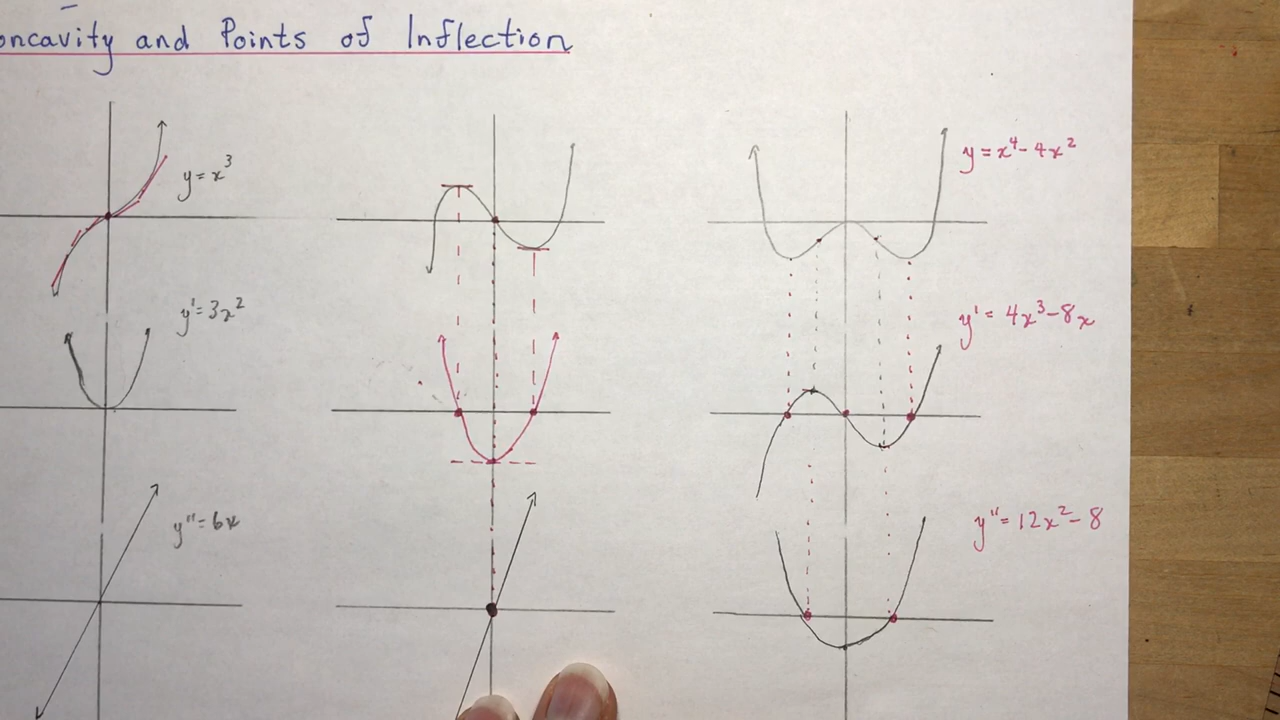 oncavity and Points of Inflection
y = x³
y' = 3x²
y'' = 6x
y = x⁴ - 4x²
y' = 4x³ - 8x
y'' = 12x² - 8